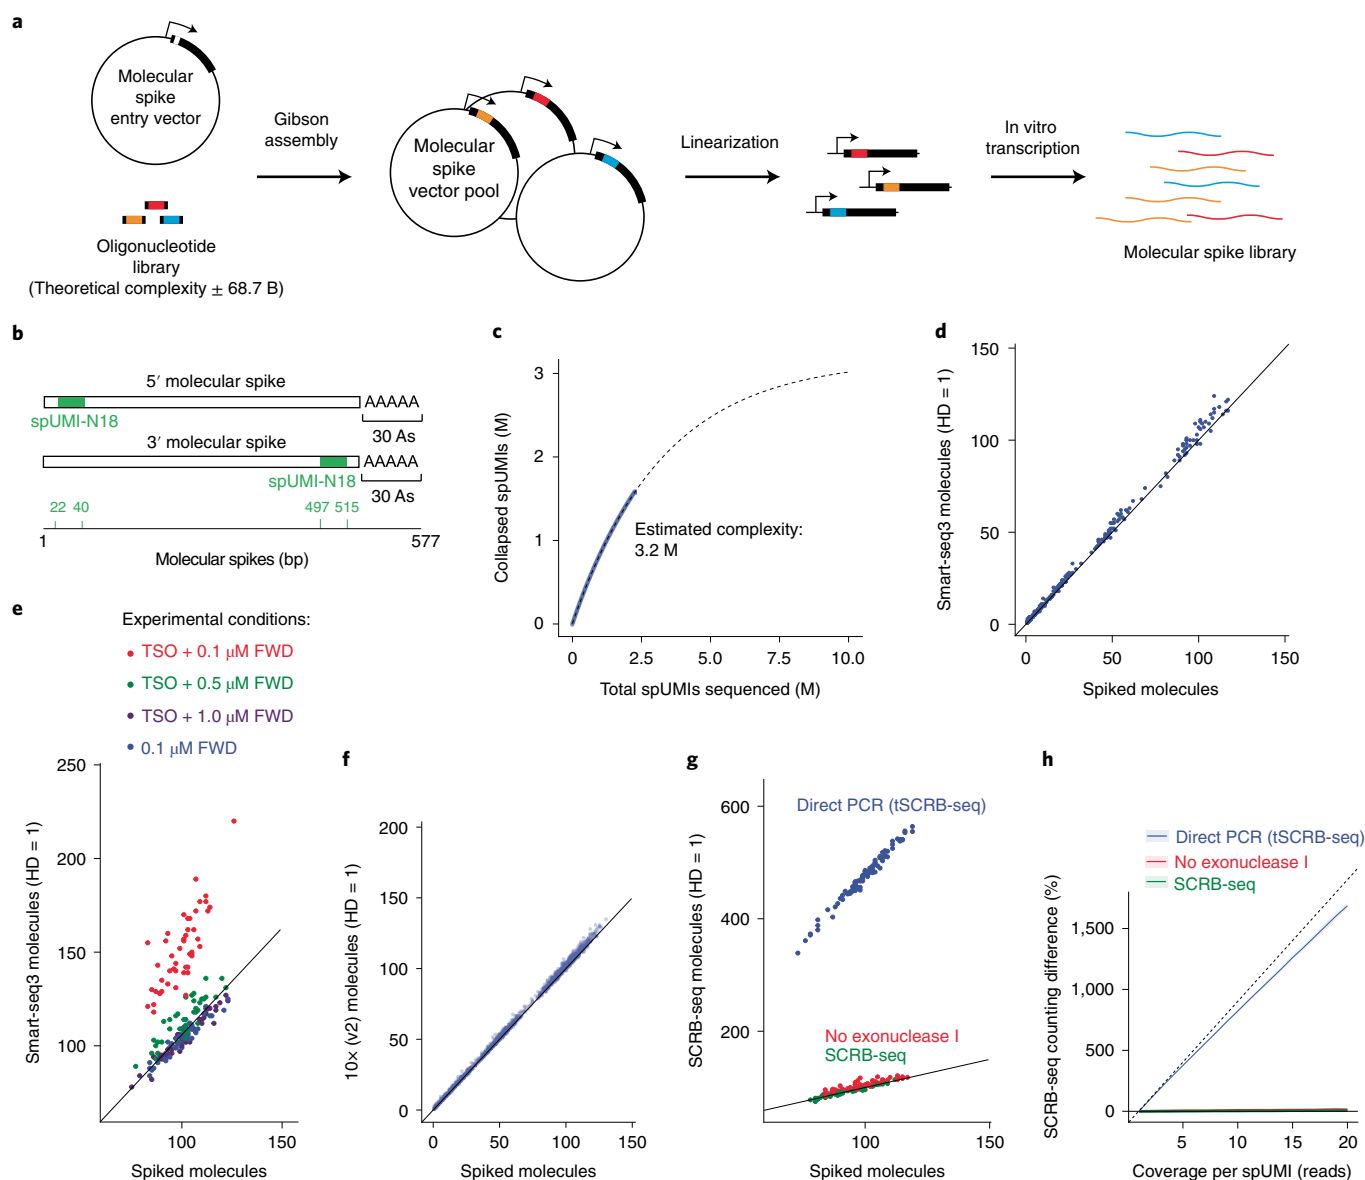 a
Molecular
spike
entry vector
Oligonucleotide
library
(Theoretical complexity ± 68.7 B)
Gibson
assembly
Molecular
spike
vector pool
Linearization
In vitro
transcription
Molecular spike library
b
5′ molecular spike
AAAAA
spUMI-N18
30 As
3′ molecular spike
AAAAA
spUMI-N18
30 As
22 40 497 515
1 577
Molecular spikes (bp)
c
Collapsed spUMIs (M)
3
2
1
0
Estimated complexity:
3.2 M
0 2.5 5.0 7.5 10.0
Total spUMIs sequenced (M)
d
Smart-seq3 molecules (HD = 1)
150
100
50
0
0 50 100 150
Spiked molecules
e
Experimental conditions:
TSO + 0.1 μM FWD
TSO + 0.5 μM FWD
TSO + 1.0 μM FWD
0.1 μM FWD
Smart-seq3 molecules (HD = 1)
250
200
150
100
100 150
Spiked molecules
f
10× (v2) molecules (HD = 1)
200
150
100
50
0
0 50 100 150
Spiked molecules
g
SCRB-seq molecules (HD = 1)
600
400
200
Direct PCR (tSCRB-seq)
No exonuclease I
SCRB-seq
100 150
Spiked molecules
h
Direct PCR (tSCRB-seq)
No exonuclease I
SCRB-seq
SCRB-seq counting difference (%)
1,500
1,000
500
0
5 10 15 20
Coverage per spUMI (reads)